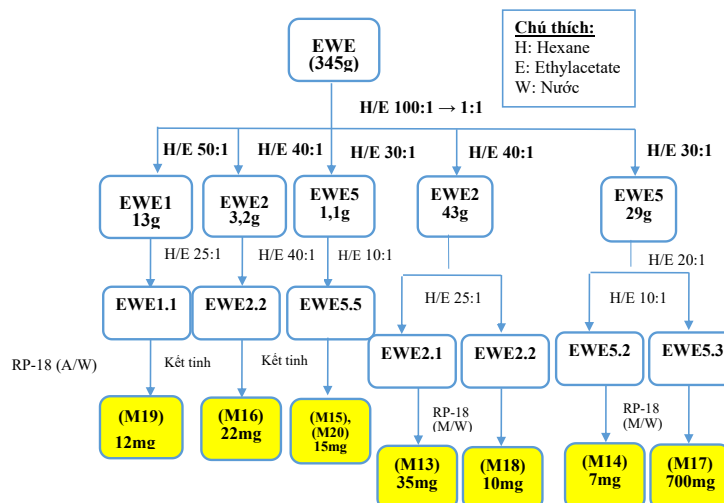 EWE
(345g)
Chú thích:
H: Hexane
E: Ethylacetate
W: Nước
H/E 100:1 → 1:1
H/E 50:1
H/E 40:1
H/E 30:1
H/E 40:1
H/E 30:1
EWE1
13g
EWE2
3,2g
EWE5
1,1g
EWE2
43g
EWE5
29g
H/E 25:1
H/E 40:1
H/E 10:1
H/E 20:1
H/E 25:1
H/E 10:1
EWE1.1
EWE2.2
EWE5.5
EWE2.1
EWE2.2
EWE5.2
EWE5.3
RP-18 (A/W)
Kết tinh
Kết tinh
RP-18
(M/W)
RP-18
(M/W)
(M19)
12mg
(M16)
22mg
(M15),
(M20)
15mg
(M13)
35mg
(M18)
10mg
(M14)
7mg
(M17)
700mg